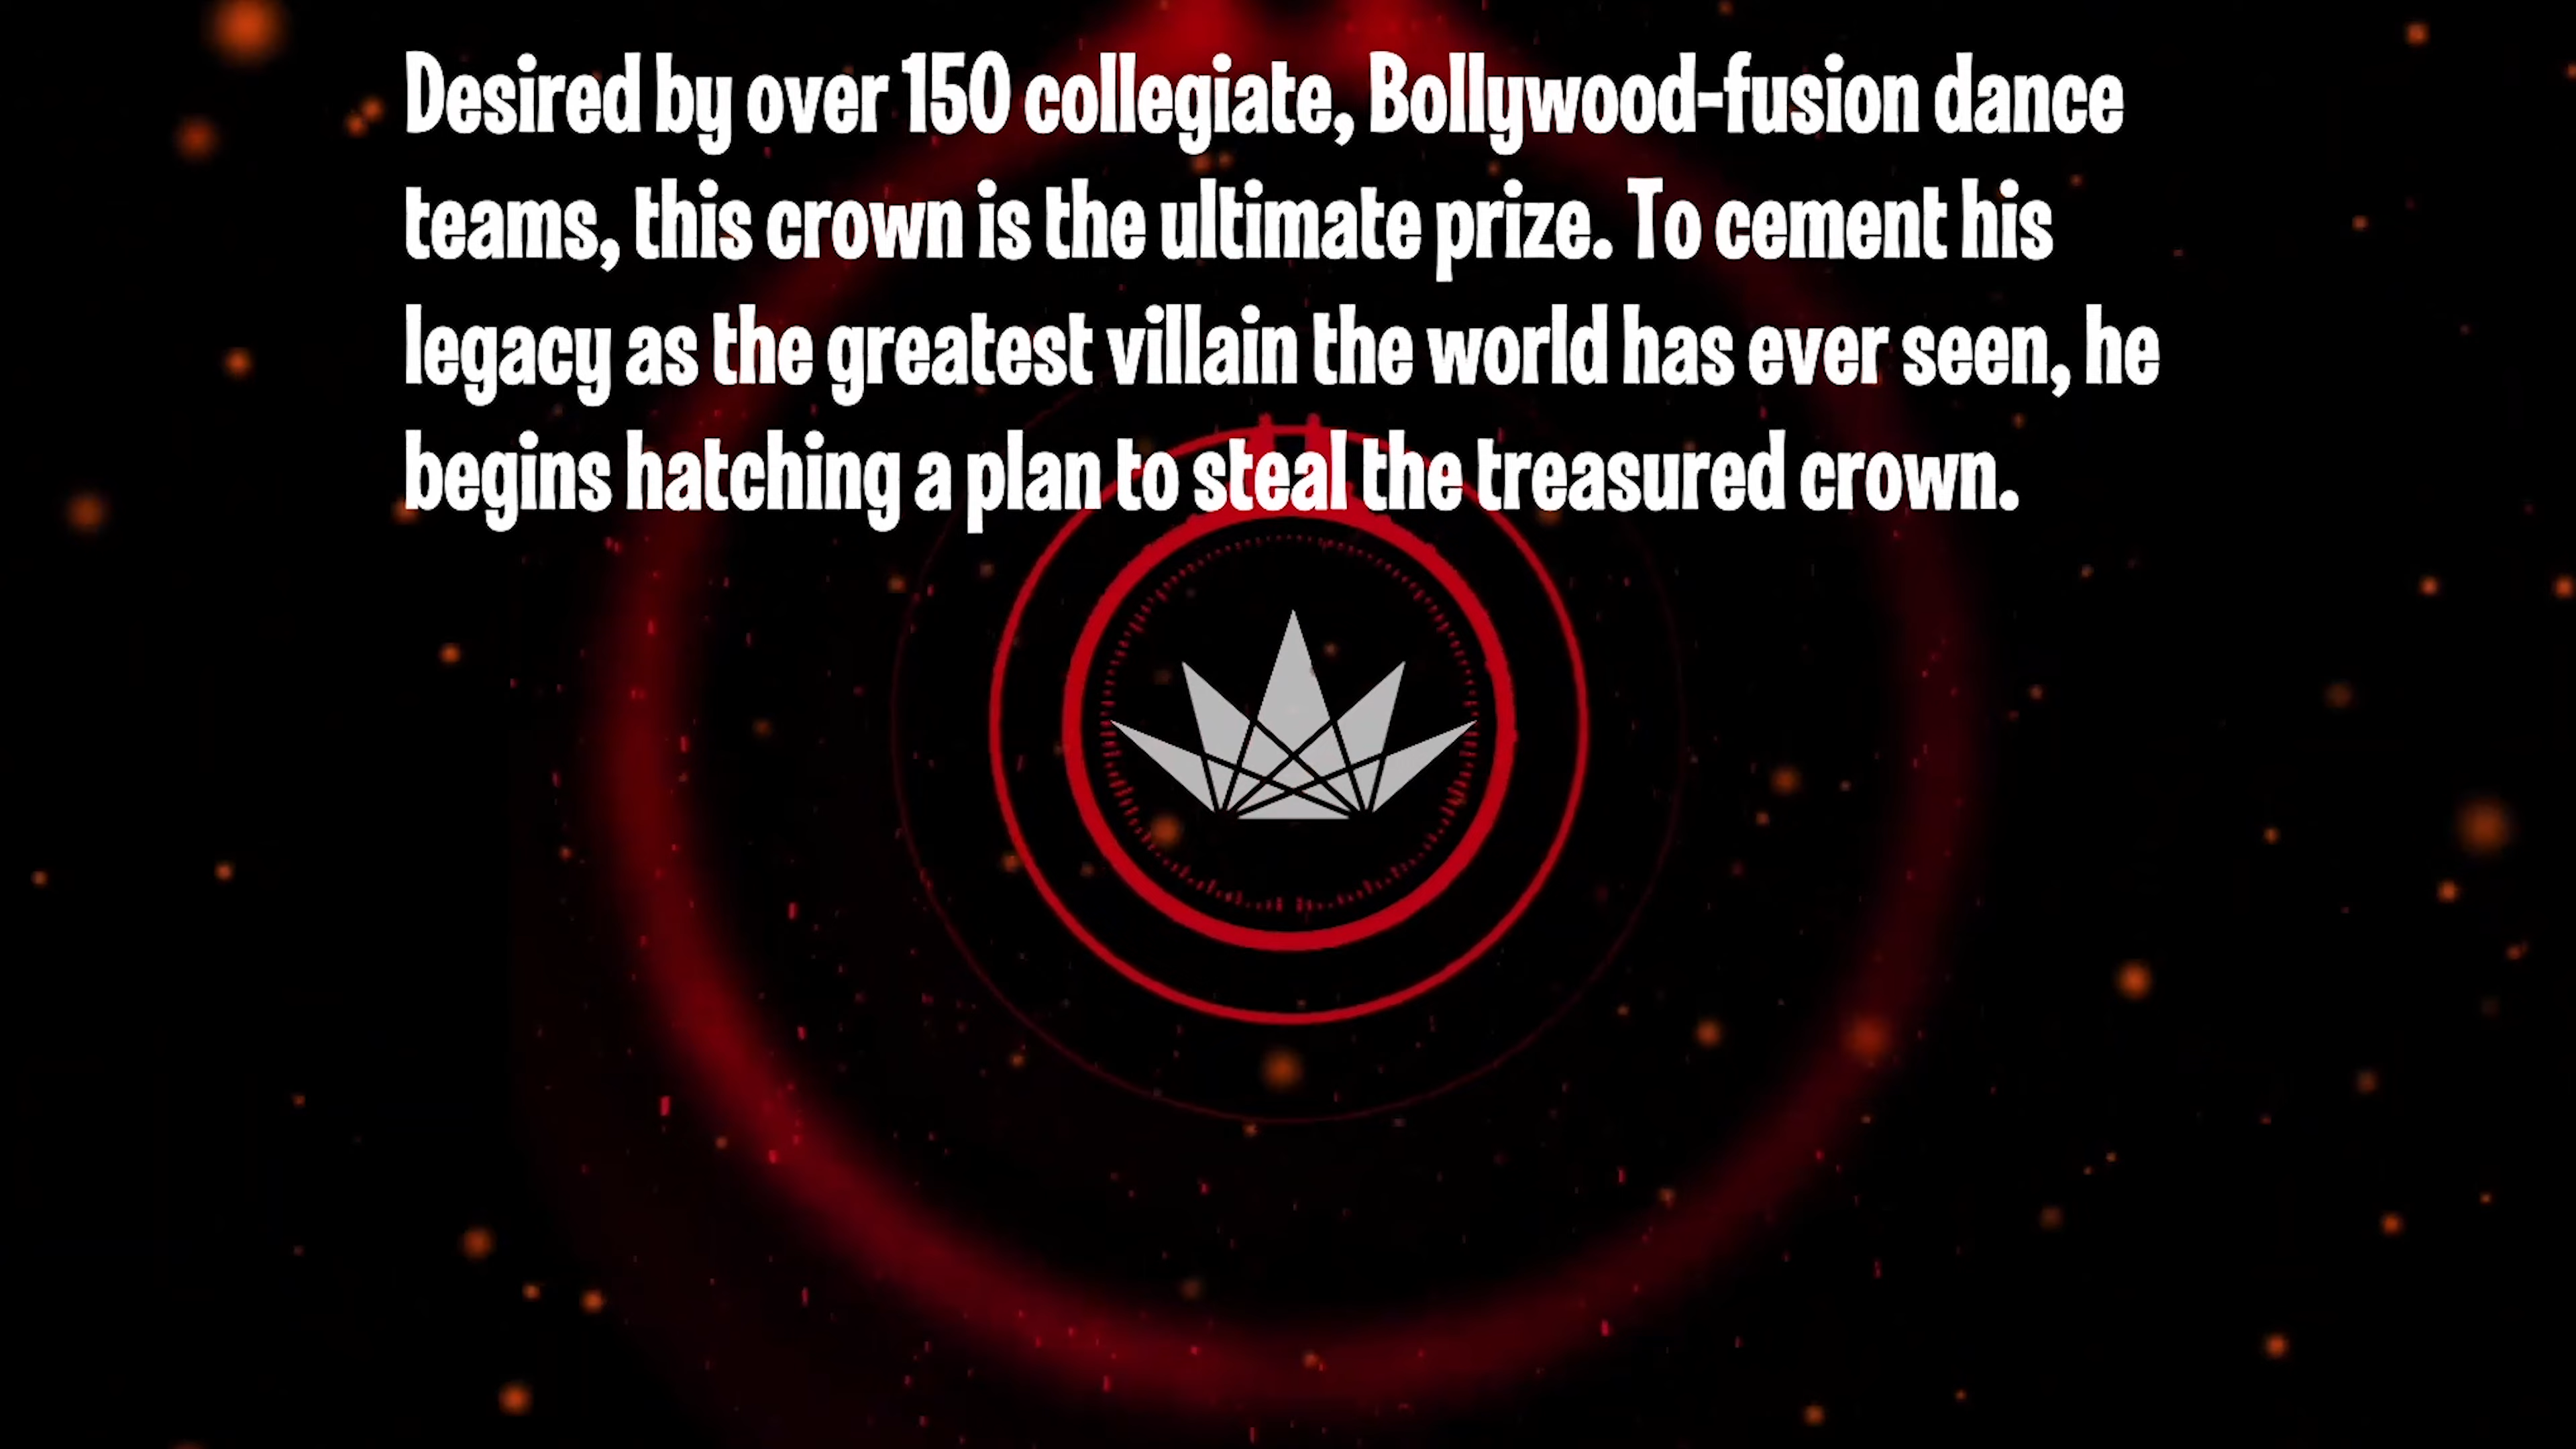 Desired by over 150 collegiate, Bollywood-fusion dance
teams, this crown is the ultimate prize. To cement his
legacy as the greatest villain the world has ever seen, he
begins hatching a plan to steal the treasured crown.